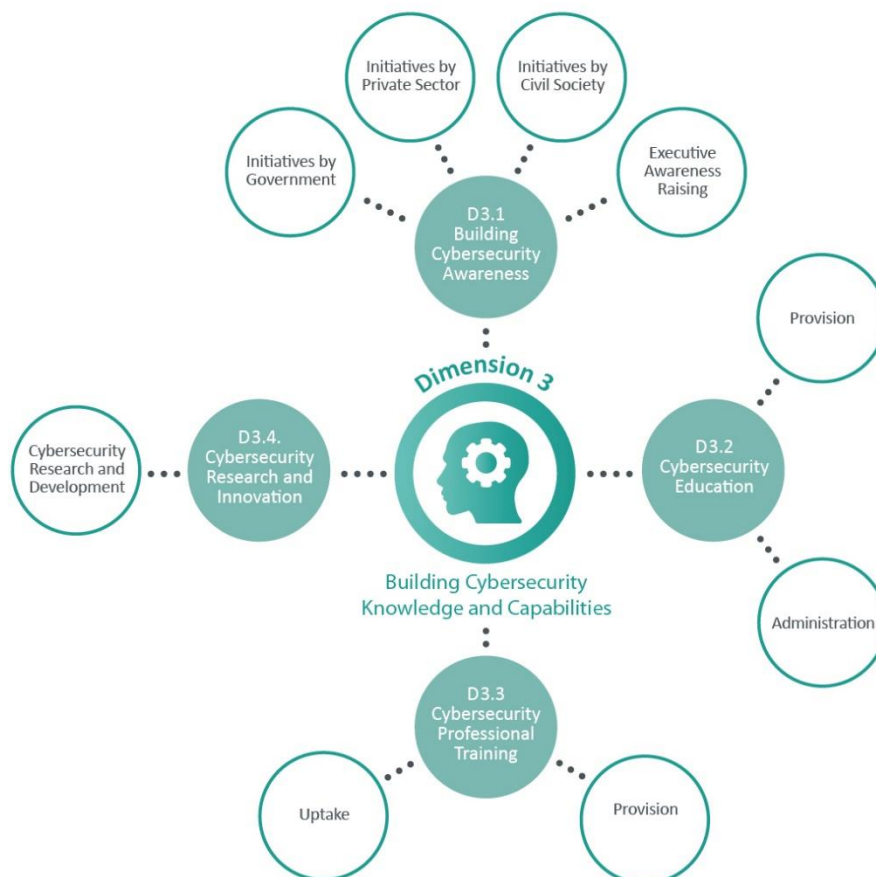 Initiatives by
Private Sector
Initiatives by
Civil Society
Initiatives by
Government
Executive
Awareness
Raising
D3.1
Building
Cybersecurity
Awareness
Provision
Dimension 3
D3.4.
Cybersecurity
Research and
Innovation
Cybersecurity
Research and
Development
D3.2
Cybersecurity
Education
Building Cybersecurity
Knowledge and Capabilities
Administration
D3.3
Cybersecurity
Professional
Training
Uptake
Provision